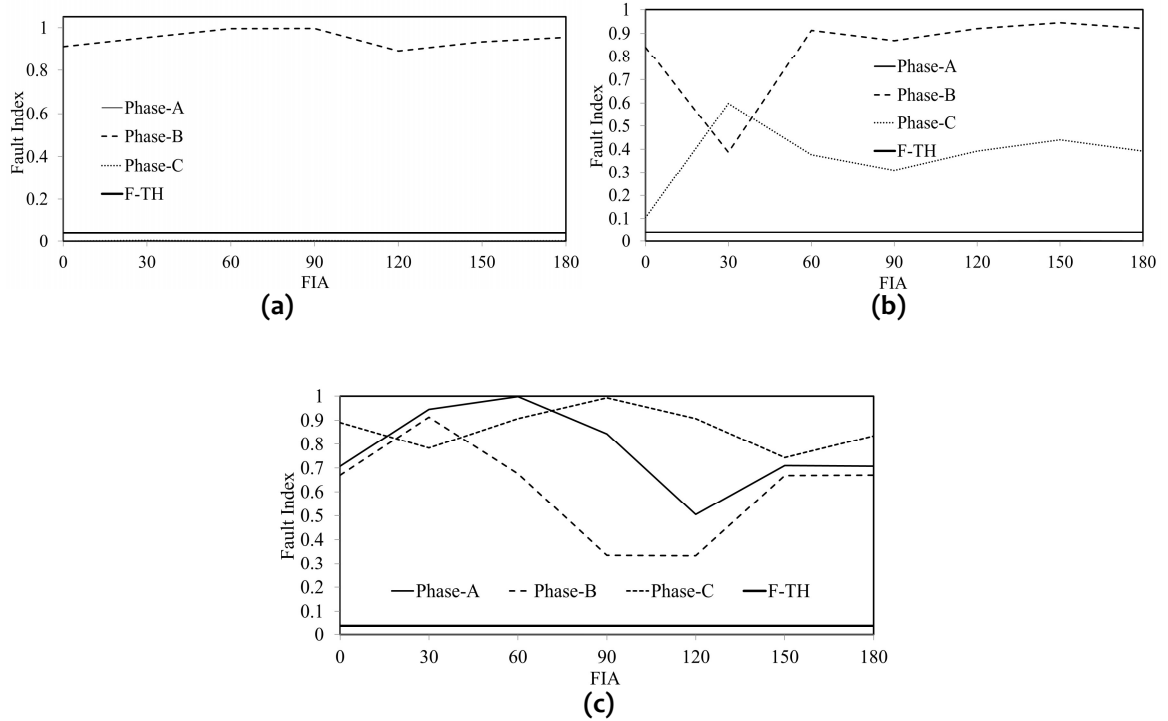 1
0.8
0.6
0.4
0.2
0
Fault Index
Phase-A
Phase-B
Phase-C
F-TH
0 30 60 90 120 150 180
FIA
(a)
1
0.9
0.8
0.7
0.6
0.5
0.4
0.3
0.2
0.1
0
Fault Index
Phase-A
Phase-B
Phase-C
F-TH
0 30 60 90 120 150 180
FIA
(b)
1
0.9
0.8
0.7
0.6
0.5
0.4
0.3
0.2
0.1
0
Fault Index
Phase-A Phase-B Phase-C F-TH
0 30 60 90 120 150 180
FIA
(c)